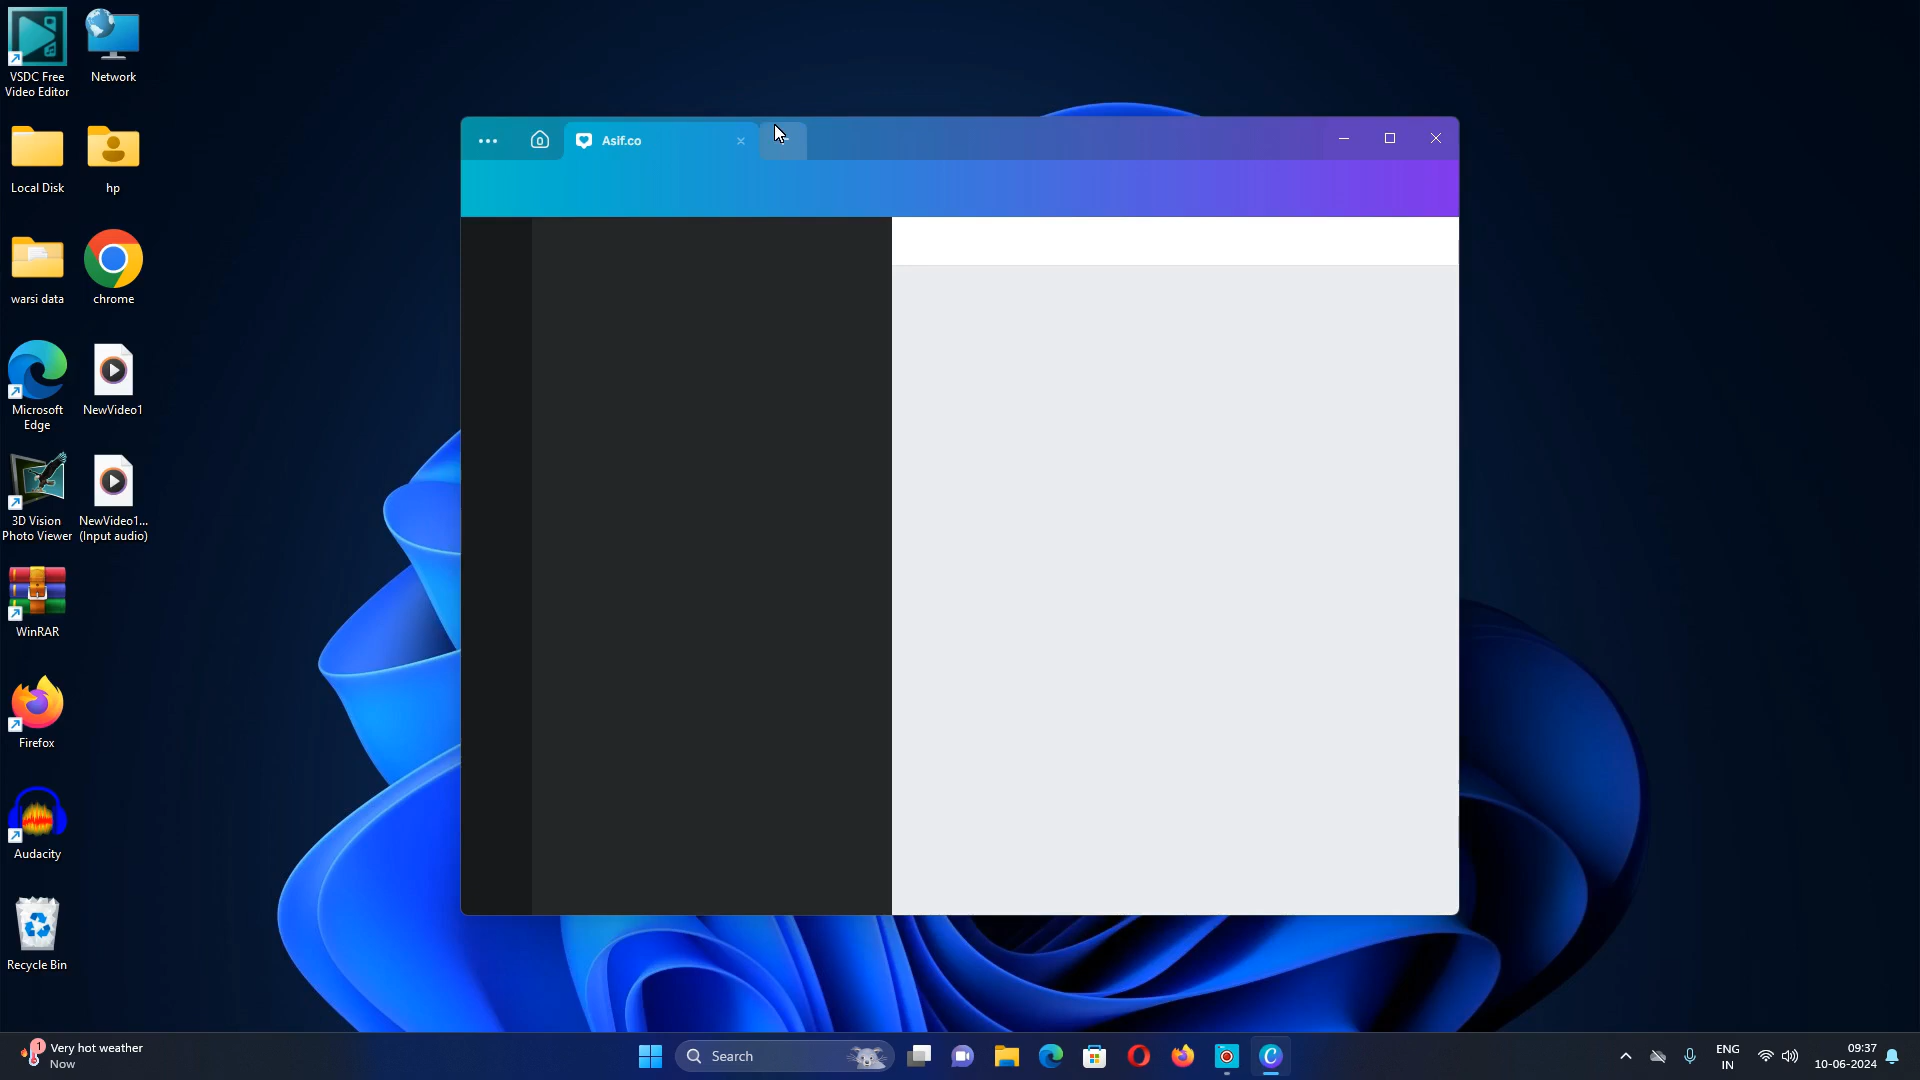 VSDC Free
Video Editor
Network
Local Disk
hp
warsi data
chrome
Microsoft
Edge
NewVideo1
3D Vision
Photo Viewer
NewVideo1...
(Input audio)
WinRAR
Firefox
Audacity
Recycle Bin
Asif.co
1
Very hot weather
Now
Search
ENG
IN
09:37
10-06-2024